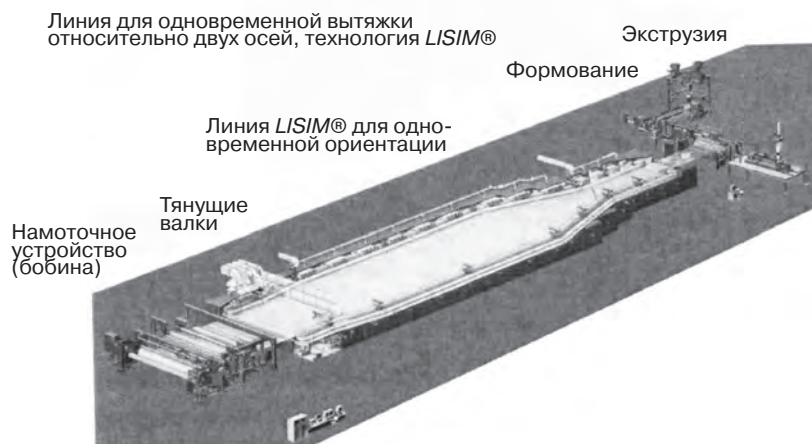 Линия для одновременной вытяжки
относительно двух осей, технология LISIM®
Экструзия
Формование
Линия LISIM® для одно-
временной ориентации
Тянущие
валки
Намоточное
устройство
(бобина)